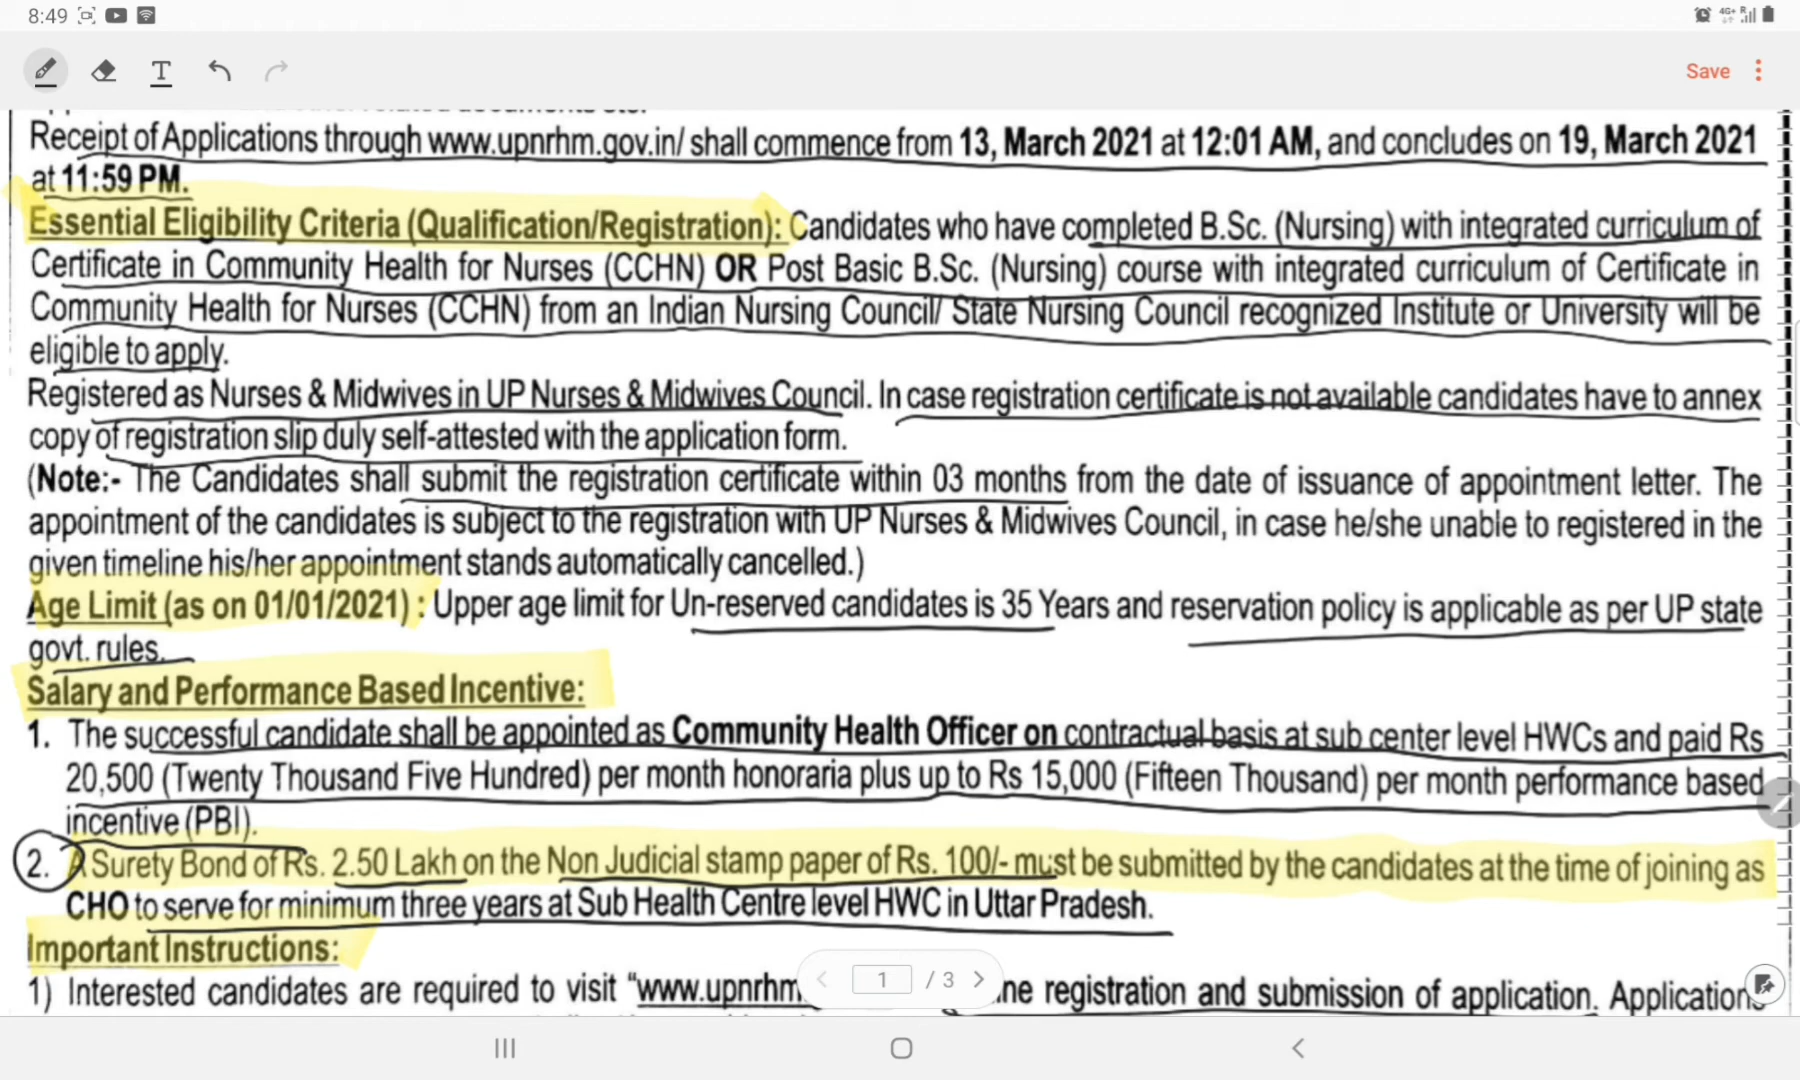 8:49
4G+ R
Save
Receipt of Applications through www.upnrhm.gov.in/ shall commence from 13, March 2021 at 12:01 AM, and concludes on 19, March 2021
at 11:59 PM.
Essential Eligibility Criteria (Qualification/Registration): Candidates who have completed B.Sc. (Nursing) with integrated curriculum of
Certificate in Community Health for Nurses (CCHN) OR Post Basic B.Sc. (Nursing) course with integrated curriculum of Certificate in
Community Health for Nurses (CCHN) from an Indian Nursing Council/ State Nursing Council recognized Institute or University will be
eligible to apply.
Registered as Nurses & Midwives in UP Nurses & Midwives Council. In case registration certificate is not available candidates have to annex
copy of registration slip duly self-attested with the application form.
(Note:- The Candidates shall submit the registration certificate within 03 months from the date of issuance of appointment letter. The
appointment of the candidates is subject to the registration with UP Nurses & Midwives Council, in case he/she unable to registered in the
given timeline his/her appointment stands automatically cancelled.)
Age Limit (as on 01/01/2021) : Upper age limit for Un-reserved candidates is 35 Years and reservation policy is applicable as per UP state
govt. rules.
Salary and Performance Based Incentive:
1. The successful candidate shall be appointed as Community Health Officer on contractual basis at sub center level HWCs and paid Rs
20,500 (Twenty Thousand Five Hundred) per month honoraria plus up to Rs 15,000 (Fifteen Thousand) per month performance based
incentive (PBI).
2. A Surety Bond of Rs. 2.50 Lakh on the Non Judicial stamp paper of Rs. 100/- must be submitted by the candidates at the time of joining as
CHO to serve for minimum three years at Sub Health Centre level HWC in Uttar Pradesh.
Important Instructions:
1) Interested candidates are required to visit "www.upnrhm registration and submission of application. Applications
1 / 3